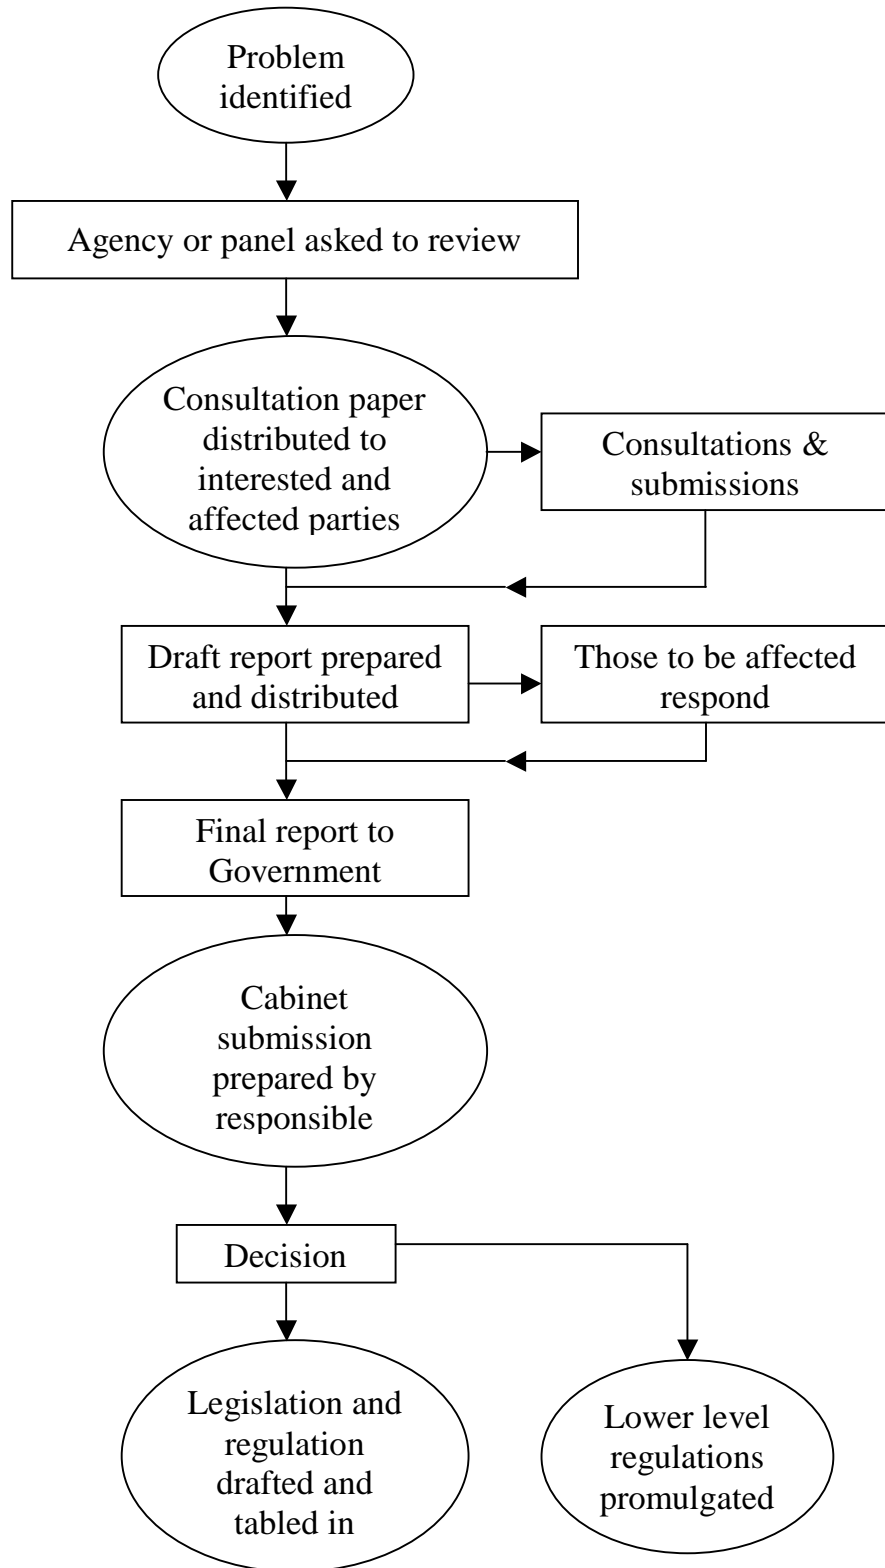 Problem
identified
Agency or panel asked to review
Consultation paper
distributed to
interested and
affected parties
Consultations &
submissions
Draft report prepared
and distributed
Those to be affected
respond
Final report to
Government
Cabinet
submission
prepared by
responsible
Decision
Legislation and
regulation
drafted and
tabled in
Lower level
regulations
promulgated